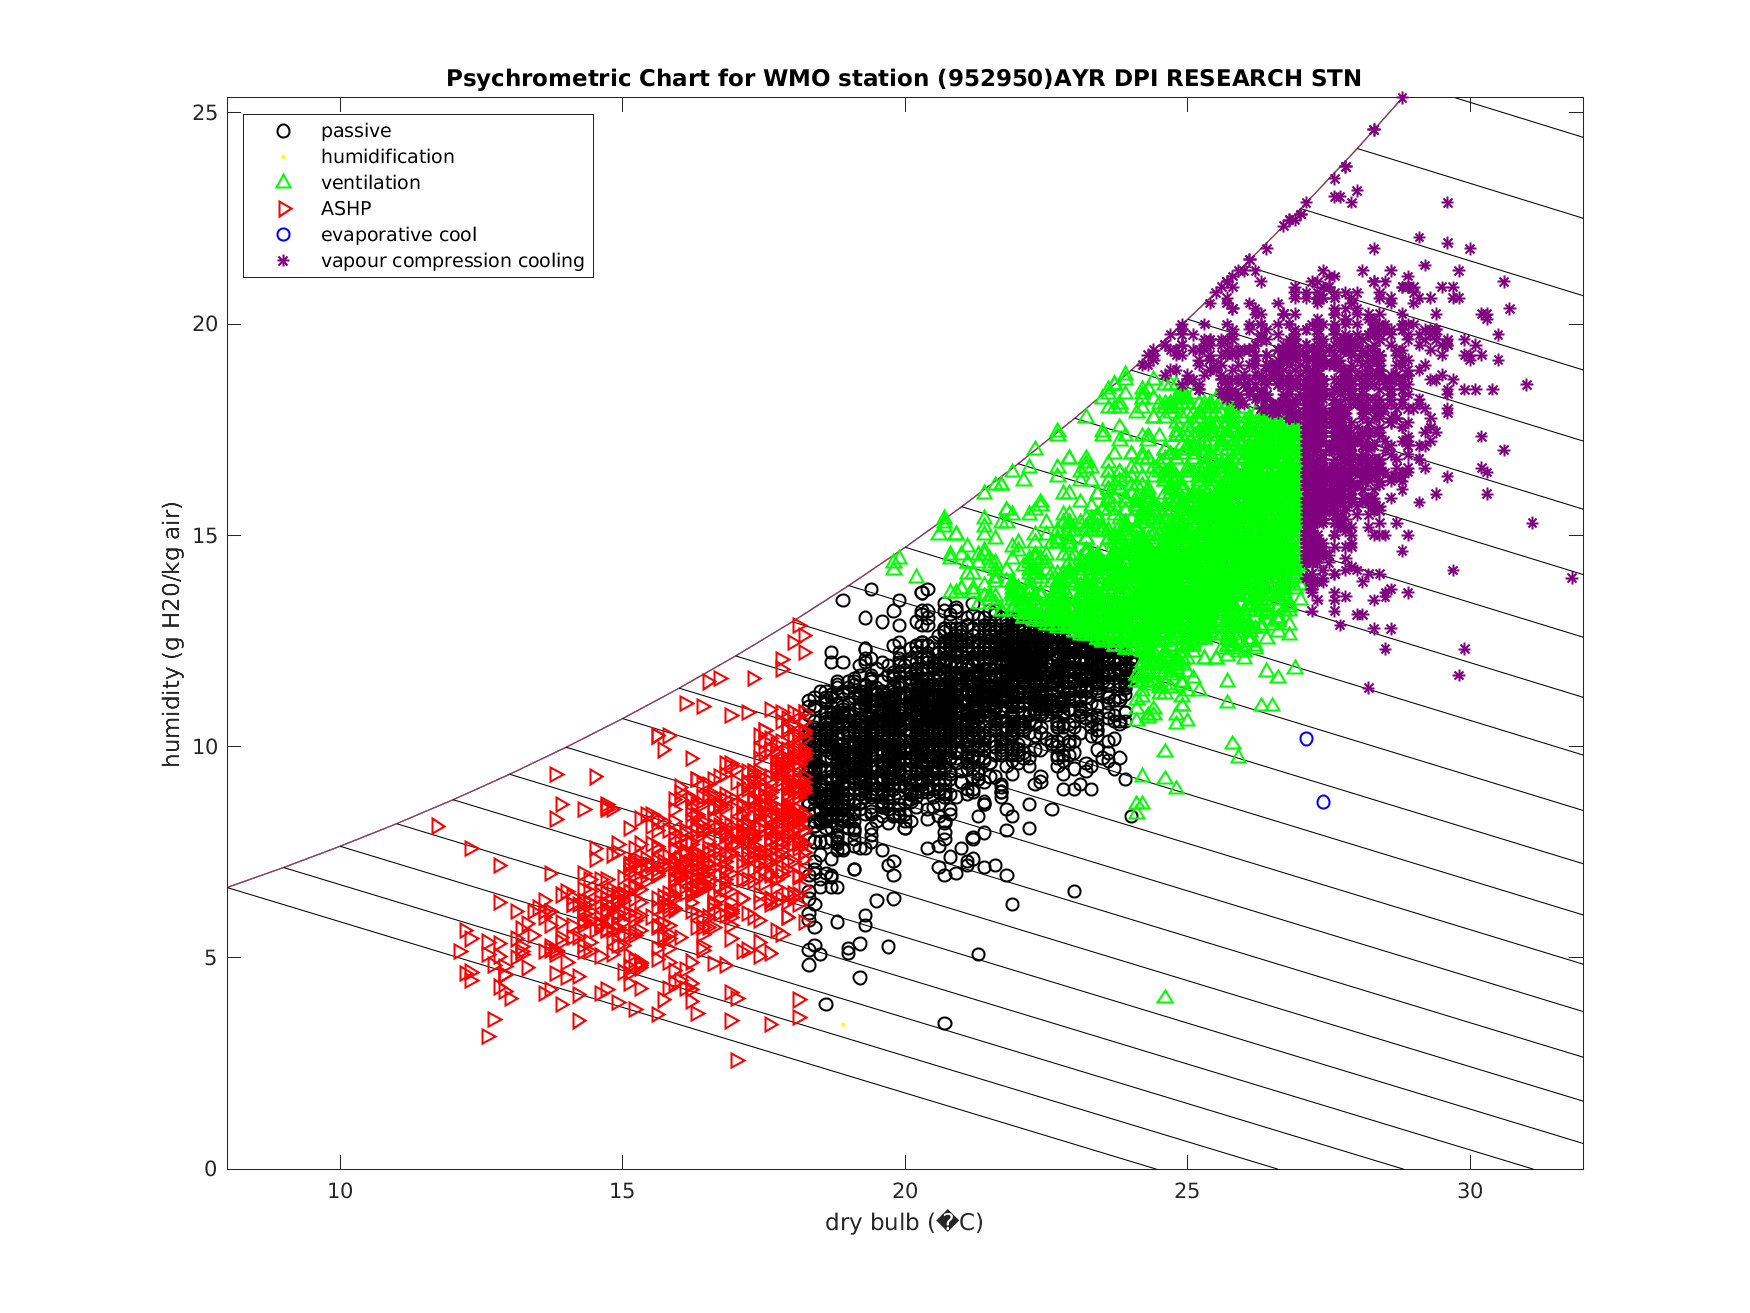 Psychrometric Chart for WMO station (952950)AYR DPI RESEARCH STN
passive
humidification
ventilation
ASHP
evaporative cool
vapour compression cooling
25
20
15
10
5
0
humidity (g H20/kg air)
10 15 20 25 30
dry bulb (�C)